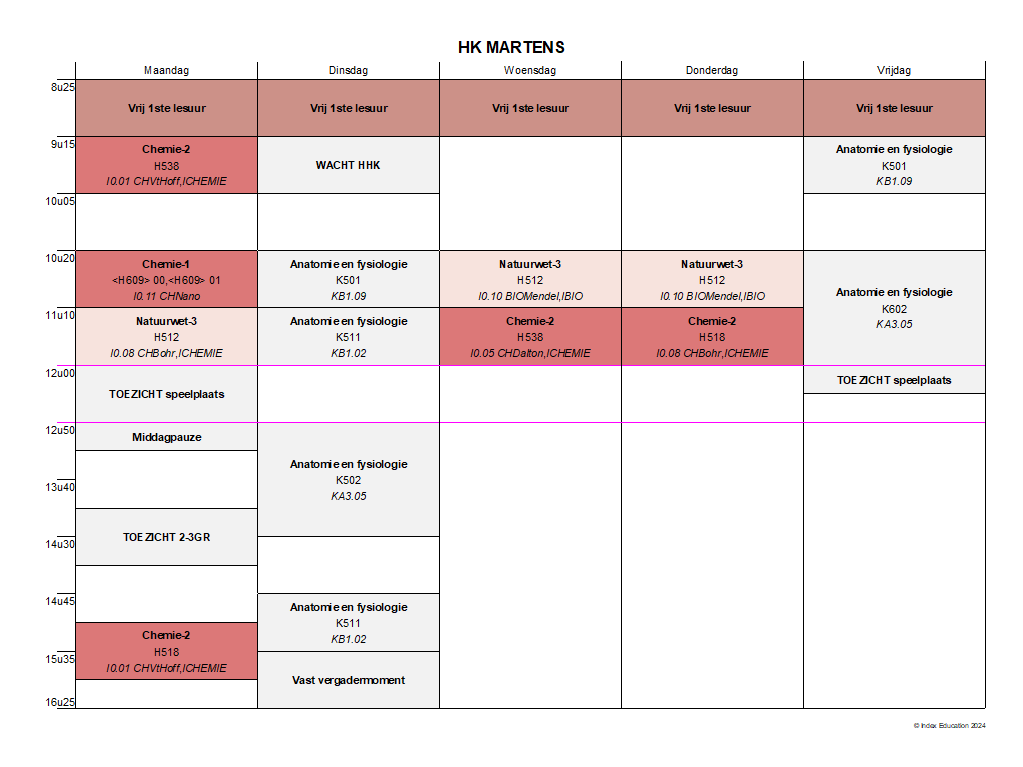 HK MARTENS
Maandag Dinsdag Woensdag Donderdag Vrijdag
8u25
Vrij 1ste lesuur Vrij 1ste lesuur Vrij 1ste lesuur Vrij 1ste lesuur Vrij 1ste lesuur
9u15
Chemie-2
H538
I0.01 CHVtHoff,ICHEMIE
WACHT HHK
Anatomie en fysiologie
K501
KB1.09
10u05
10u20
Chemie-1
<H609> 00,<H609> 01
I0.11 CHNano
Anatomie en fysiologie
K501
KB1.09
Natuurwet-3
H512
I0.10 BIOMendel,IBIO
Natuurwet-3
H512
I0.10 BIOMendel,IBIO
Anatomie en fysiologie
K602
KA3.05
11u10
Natuurwet-3
H512
I0.08 CHBohr,ICHEMIE
Anatomie en fysiologie
K511
KB1.02
Chemie-2
H538
I0.05 CHDalton,ICHEMIE
Chemie-2
H518
I0.08 CHBohr,ICHEMIE
12u00
TOEZICHT speelplaats
TOEZICHT speelplaats
12u50
Middagpauze
Anatomie en fysiologie
K502
KA3.05
13u40
TOEZICHT 2-3GR
14u30
14u45
Anatomie en fysiologie
K511
KB1.02
Chemie-2
H518
I0.01 CHVtHoff,ICHEMIE
15u35
Vast vergadermoment
16u25
© Index Education 2024